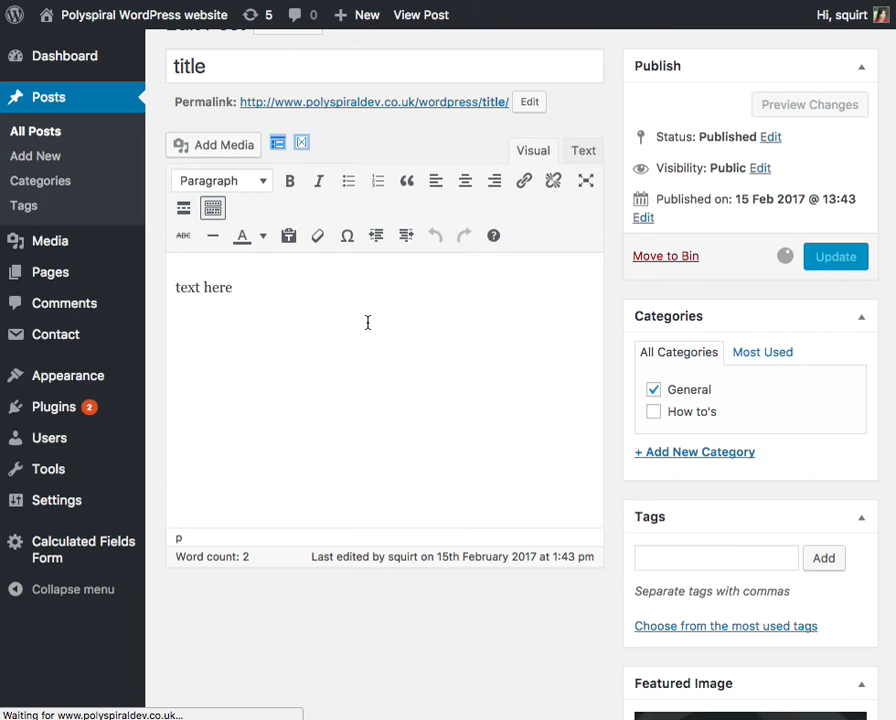 Polyspiral WordPress website 5 0 New View Post Hi, squirt
Dashboard
Posts
All Posts
Add New
Categories
Tags
Media
Pages
Comments
Contact
Appearance
Plugins 2
Users
Tools
Settings
Calculated Fields
Form
Collapse menu
title
Permalink: http://www.polyspiraldev.co.uk/wordpress/title/ Edit
Add Media
Visual Text
Paragraph
B I
ABC A Ω
text here
p
Word count: 2 Last edited by squirt on 15th February 2017 at 1:43 pm
Publish
Preview Changes
Status: Published Edit
Visibility: Public Edit
Published on: 15 Feb 2017 @ 13:43
Edit
Move to Bin Update
Categories
All Categories Most Used
General
How to's
+ Add New Category
Tags
Add
Separate tags with commas
Choose from the most used tags
Featured Image
Waiting for www.polyspiraldev.co.uk...